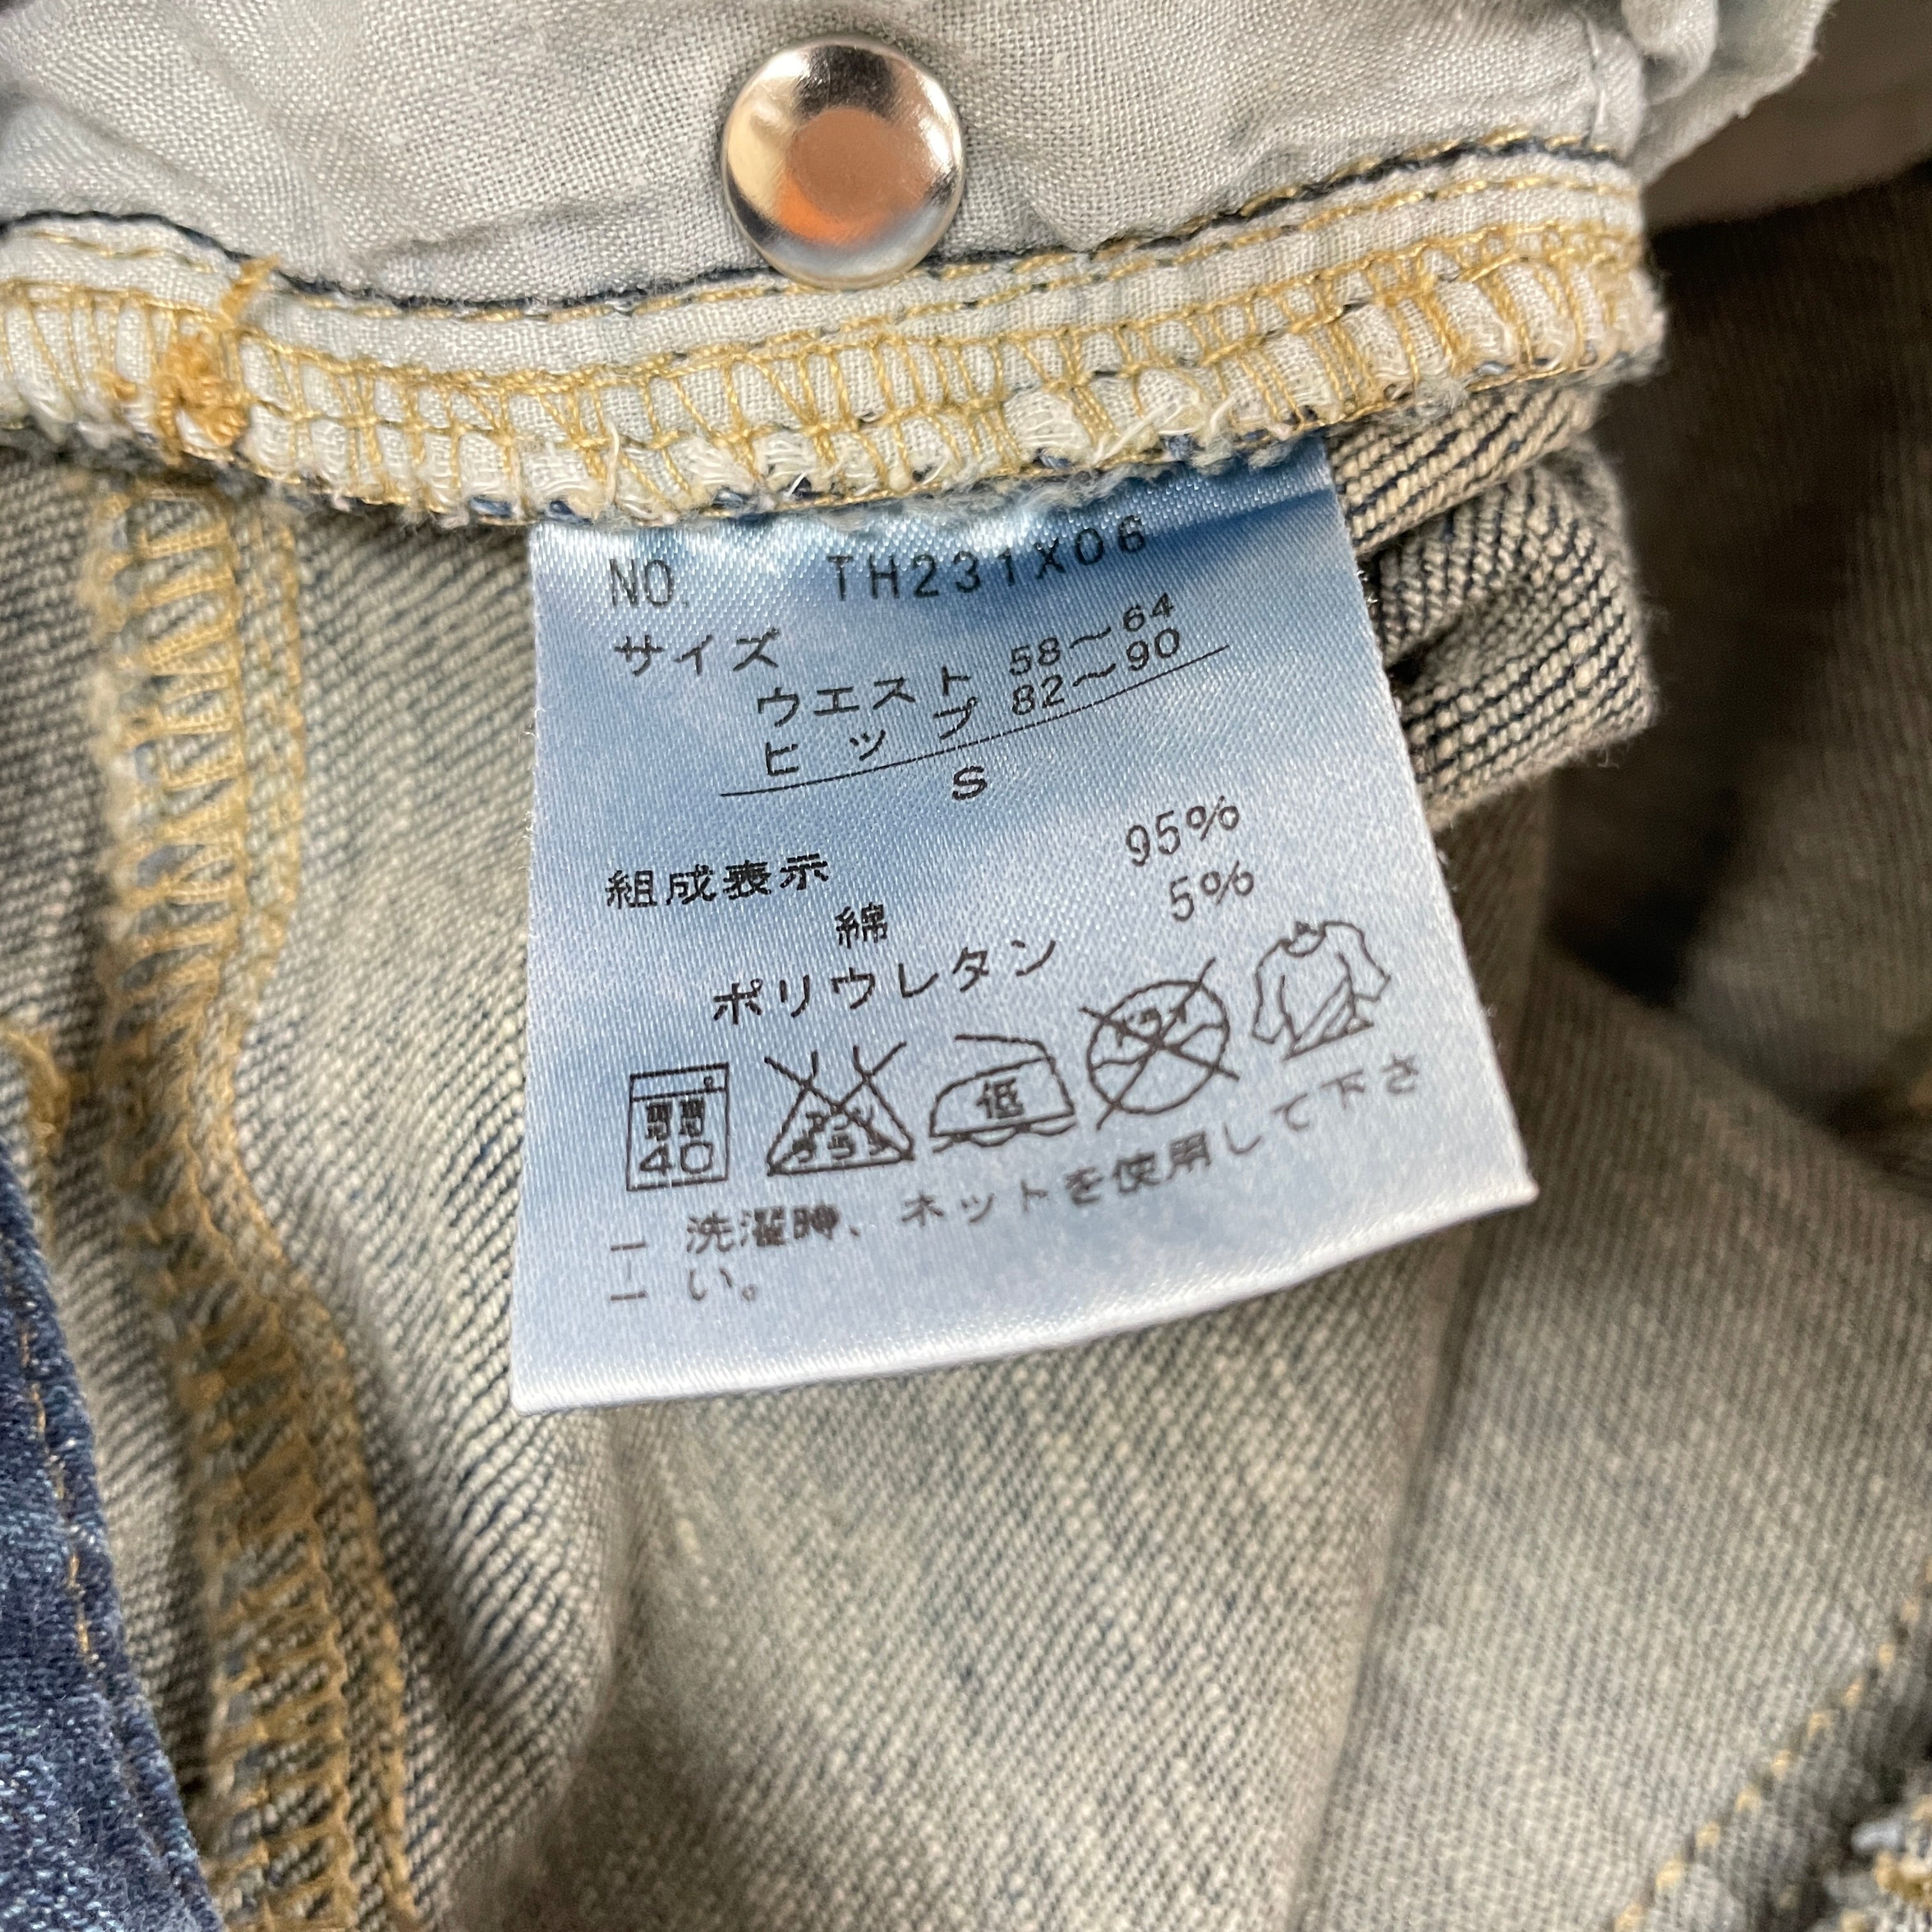 NO. TH231X06
サイズ
ウエスト 58～64
ヒップ 82～90
S
組成表示
綿 95%
ポリウレタン 5%
40
低
洗濯時、ネットを使用して下さ
い。